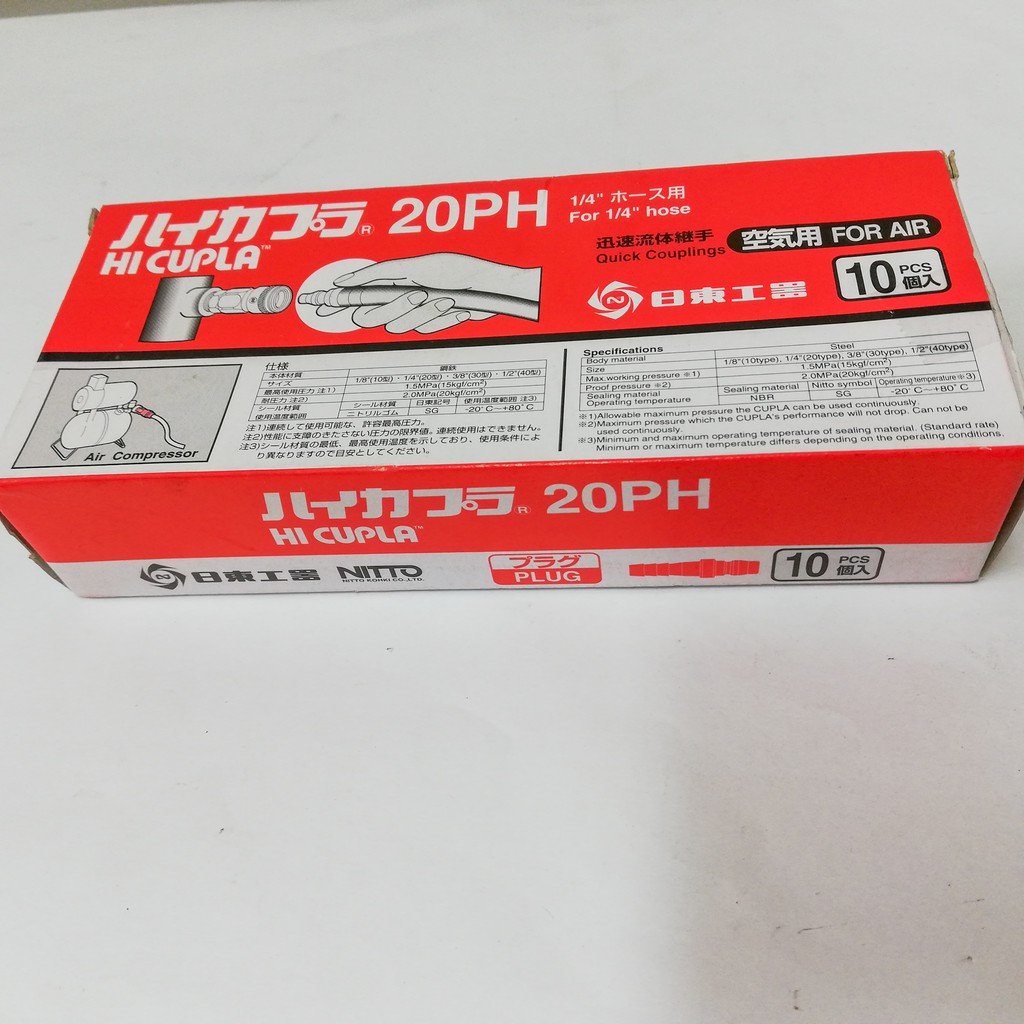 ハイカプラ® 20PH
HI CUPLA™
1/4" ホース用
For 1/4" hose
迅速流体継手
Quick Couplings
空気用 FOR AIR
日東工器
10 PCS
個入
Air Compressor
仕様
本体材質 鋼鉄
サイズ 1/8"(10型)・1/4"(20型)・3/8"(30型)・1/2"(40型)
最高使用圧力 注1) 1.5MPa(15kgf/cm²)
耐圧力 注2) 2.0MPa(20kgf/cm²)
シール材質 シール材質 日東記号 使用温度範囲 注3)
使用温度範囲 ニトリルゴム SG -20°C~+80°C
注1)連続して使用可能な、許容最高圧力。
注2)性能に支障のきたさない圧力の限界値。連続使用はできません。
注3)シール材質の最低、最高使用温度を示しており、使用条件によ
り異なりますので目安としてください。
Specifications
Body material Steel
Size 1/8"(10type), 1/4"(20type), 3/8"(30type), 1/2"(40type)
Max.working pressure ※1) 1.5MPa(15kgf/cm²)
Proof pressure ※2) 2.0MPa(20kgf/cm²)
Sealing material Sealing material Nitto symbol Operating temperature※3)
Operating temperature NBR SG -20°C~+80°C
※1)Allowable maximum pressure the CUPLA can be used continuously.
※2)Maximum pressure which the CUPLA's performance will not drop. Can not be
used continuously.
※3)Minimum and maximum operating temperature of sealing material. (Standard rate)
Minimum or maximum temperature differs depending on the operating conditions.
ハイカプラ® 20PH
HI CUPLA™
日東工器
NITTO
NITTO KOHKI CO.,LTD.
プラグ
PLUG
10 PCS
個入